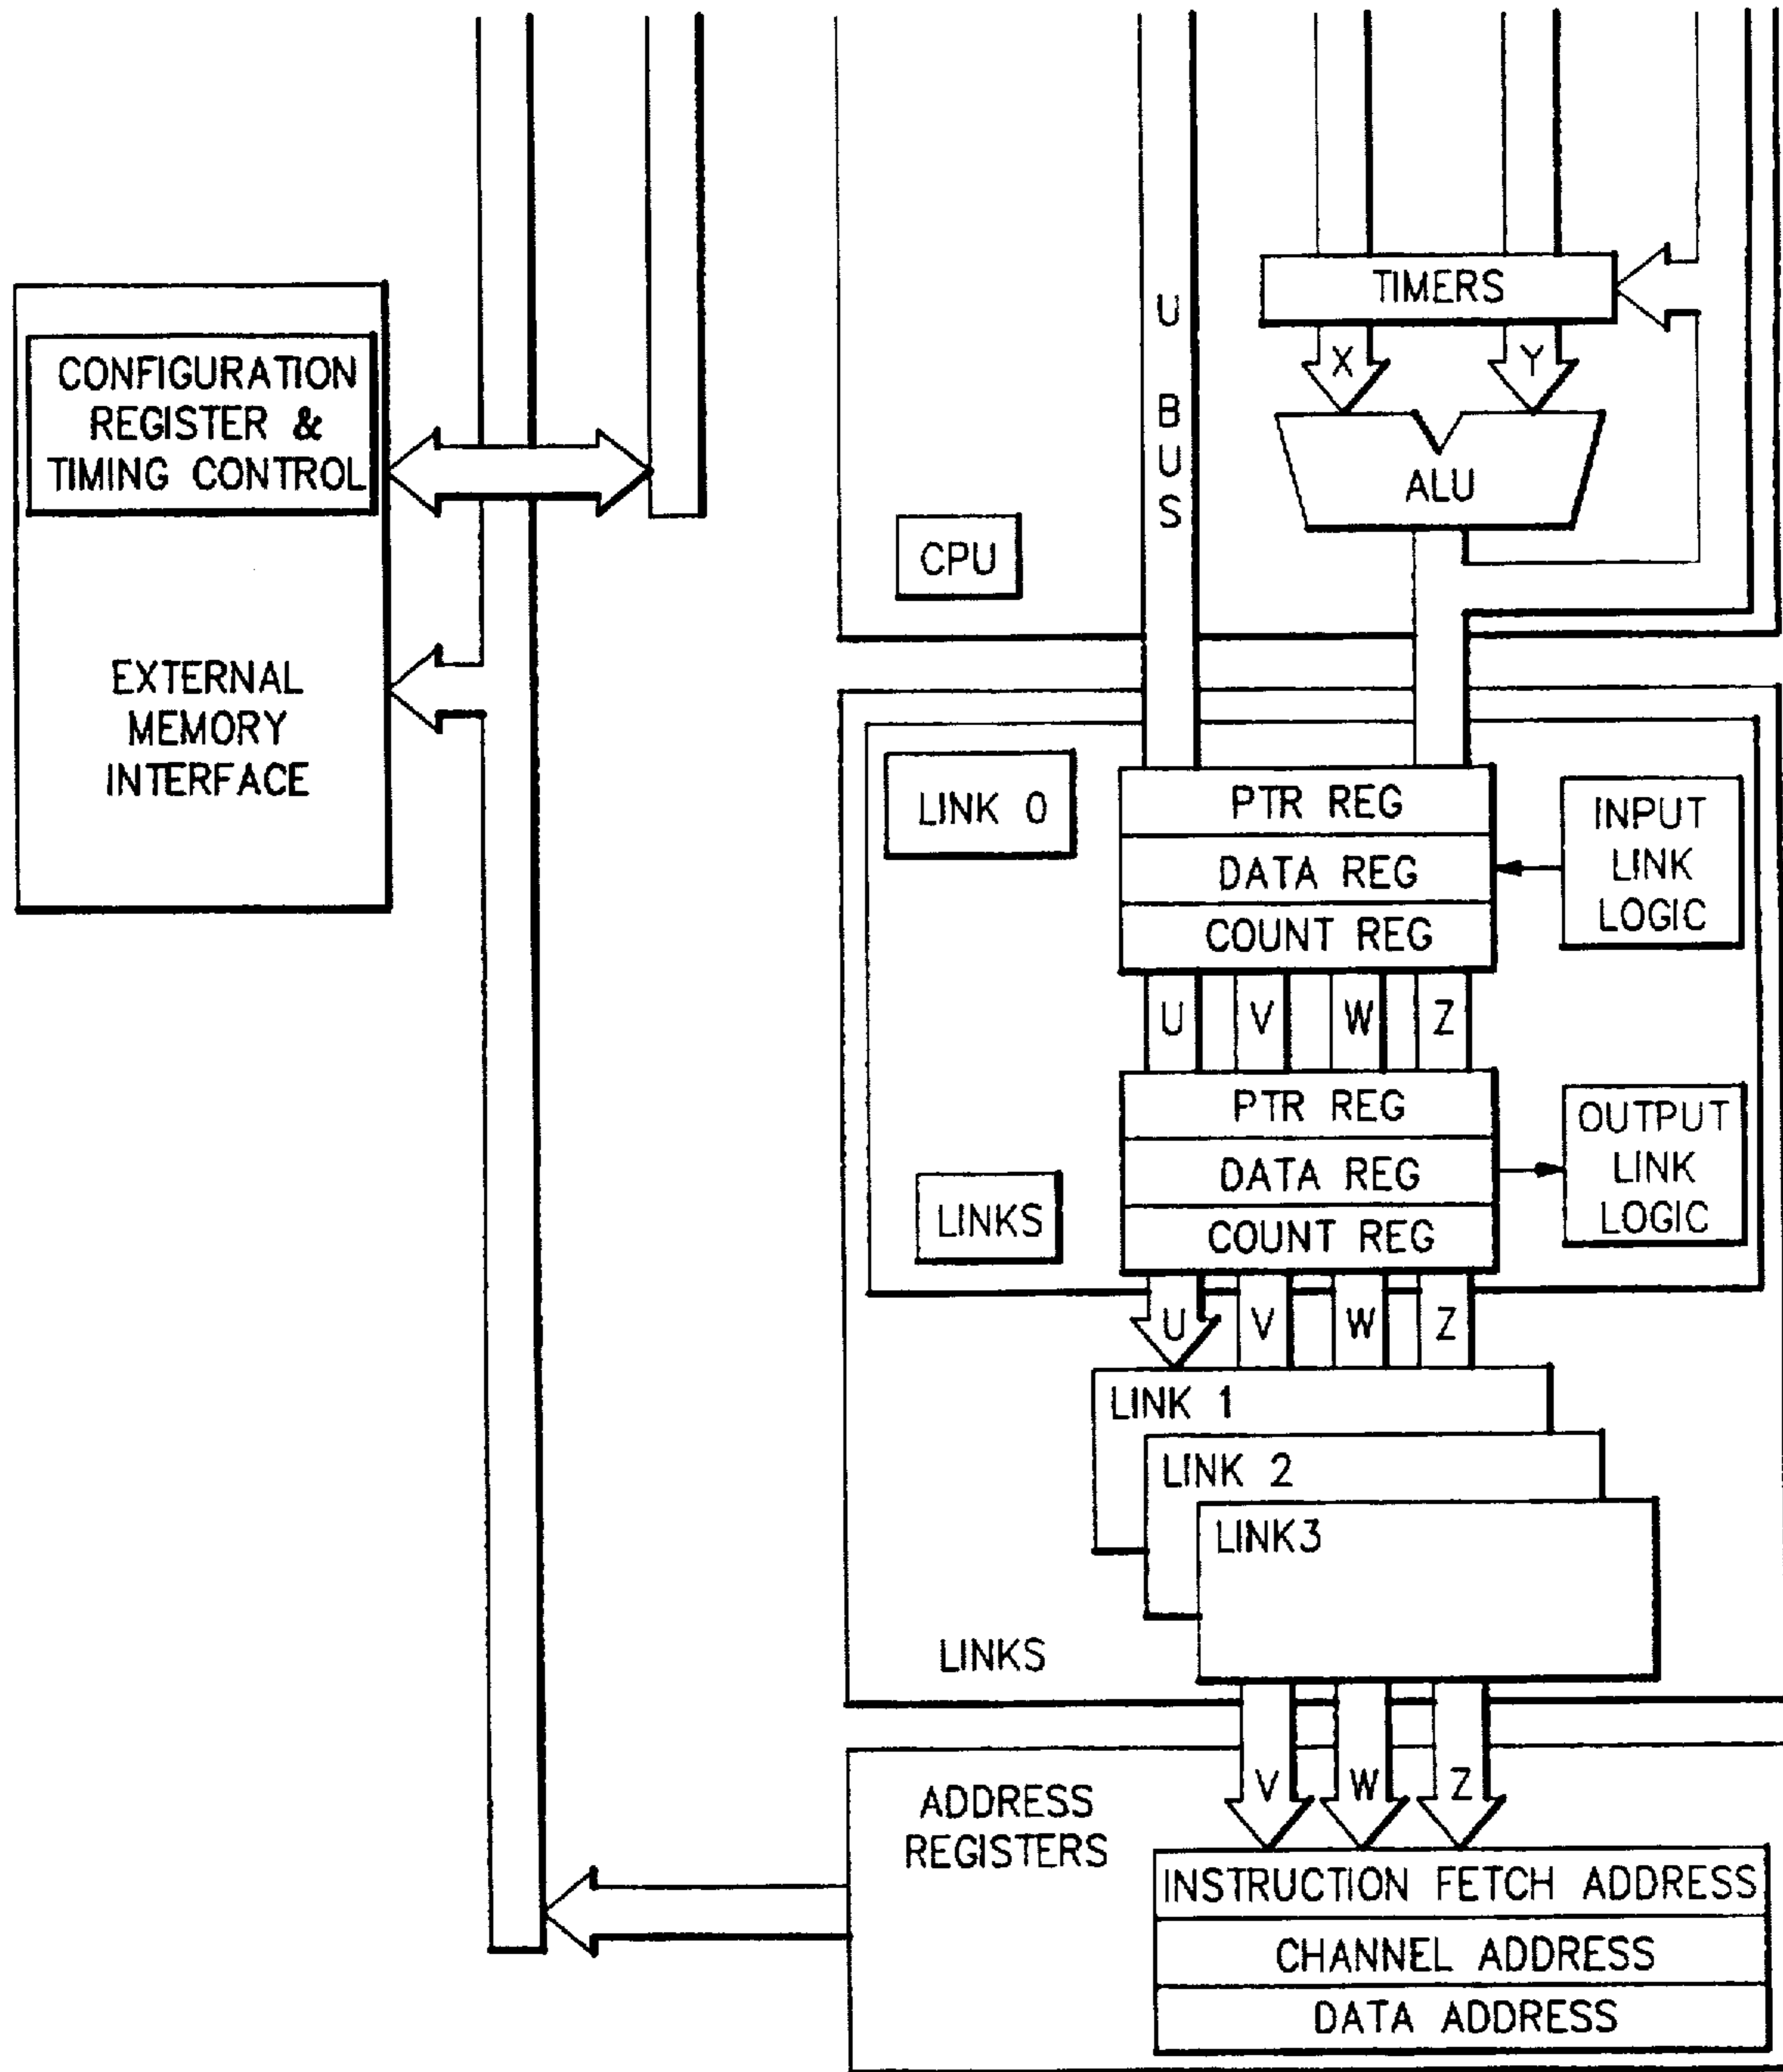 TIMERS
X
Y
ALU
U
B
U
S
CPU
CONFIGURATION
REGISTER &
TIMING CONTROL
EXTERNAL
MEMORY
INTERFACE
LINK 0
PTR REG
DATA REG
COUNT REG
INPUT
LINK
LOGIC
U V W Z
PTR REG
DATA REG
COUNT REG
OUTPUT
LINK
LOGIC
LINKS
U V W Z
LINK 1
LINK 2
LINK3
LINKS
V W Z
ADDRESS
REGISTERS
INSTRUCTION FETCH ADDRESS
CHANNEL ADDRESS
DATA ADDRESS